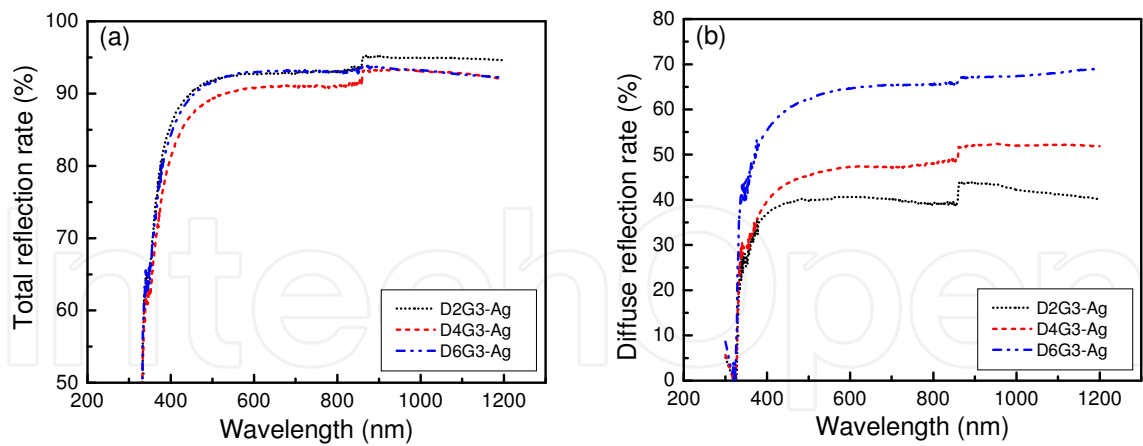 (a)
Total reflection rate (%)
100
90
80
70
60
50
200 400 600 800 1000 1200
Wavelength (nm)
D2G3-Ag
D4G3-Ag
D6G3-Ag
(b)
Diffuse reflection rate (%)
80
70
60
50
40
30
20
10
0
200 400 600 800 1000 1200
Wavelength (nm)
D2G3-Ag
D4G3-Ag
D6G3-Ag
IntechOpen